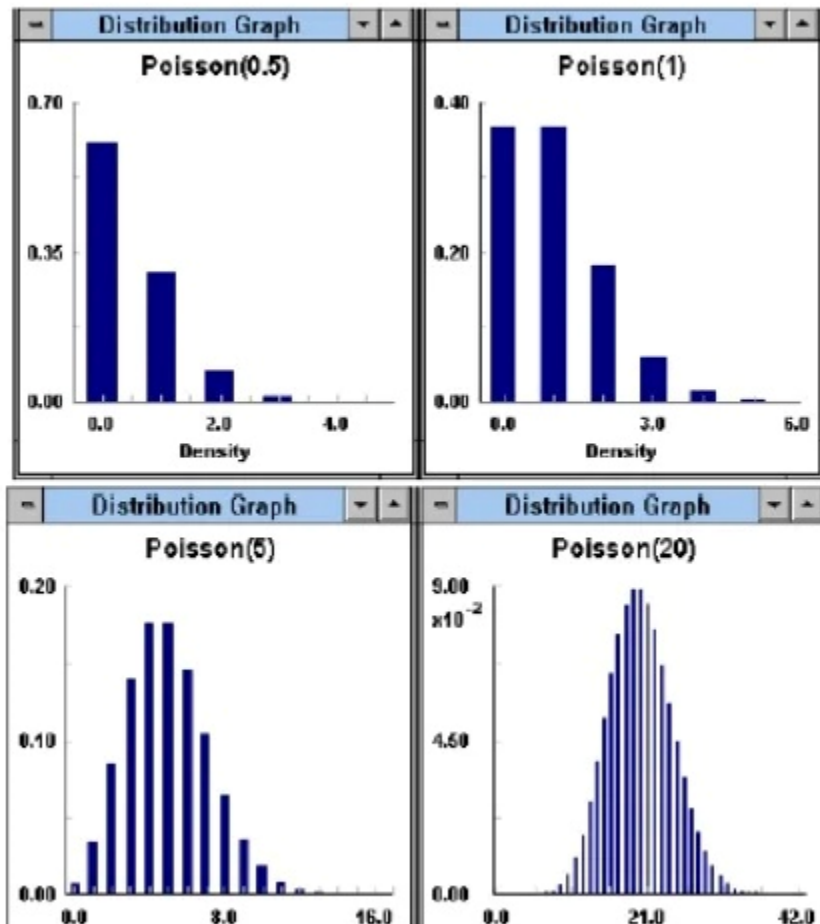 Distribution Graph
Poisson(0.5)
0.70
0.35
0.00
0.0 2.0 4.0
Density
Distribution Graph
Poisson(1)
0.40
0.20
0.00
0.0 3.0 6.0
Density
Distribution Graph
Poisson(5)
0.20
0.10
0.00
0.0 8.0 16.0
Distribution Graph
Poisson(20)
9.00
x10-2
4.50
0.00
0.0 21.0 42.0